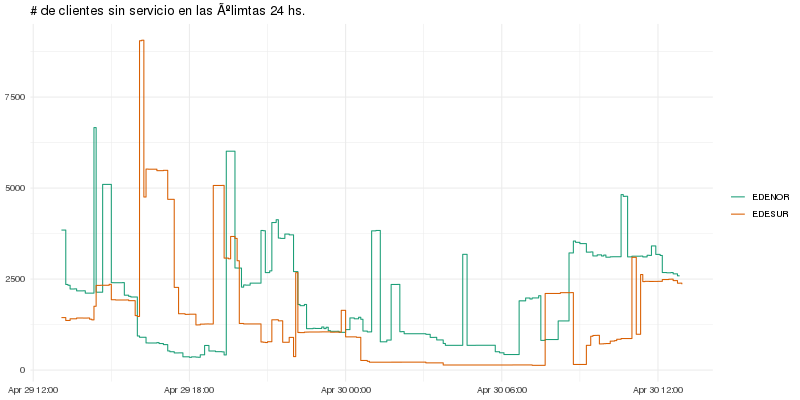 # de clientes sin servicio en las Ãºlimtas 24 hs.
7500
5000
2500
0
EDENOR
EDESUR
Apr 29 12:00
Apr 29 18:00
Apr 30 00:00
Apr 30 06:00
Apr 30 12:00